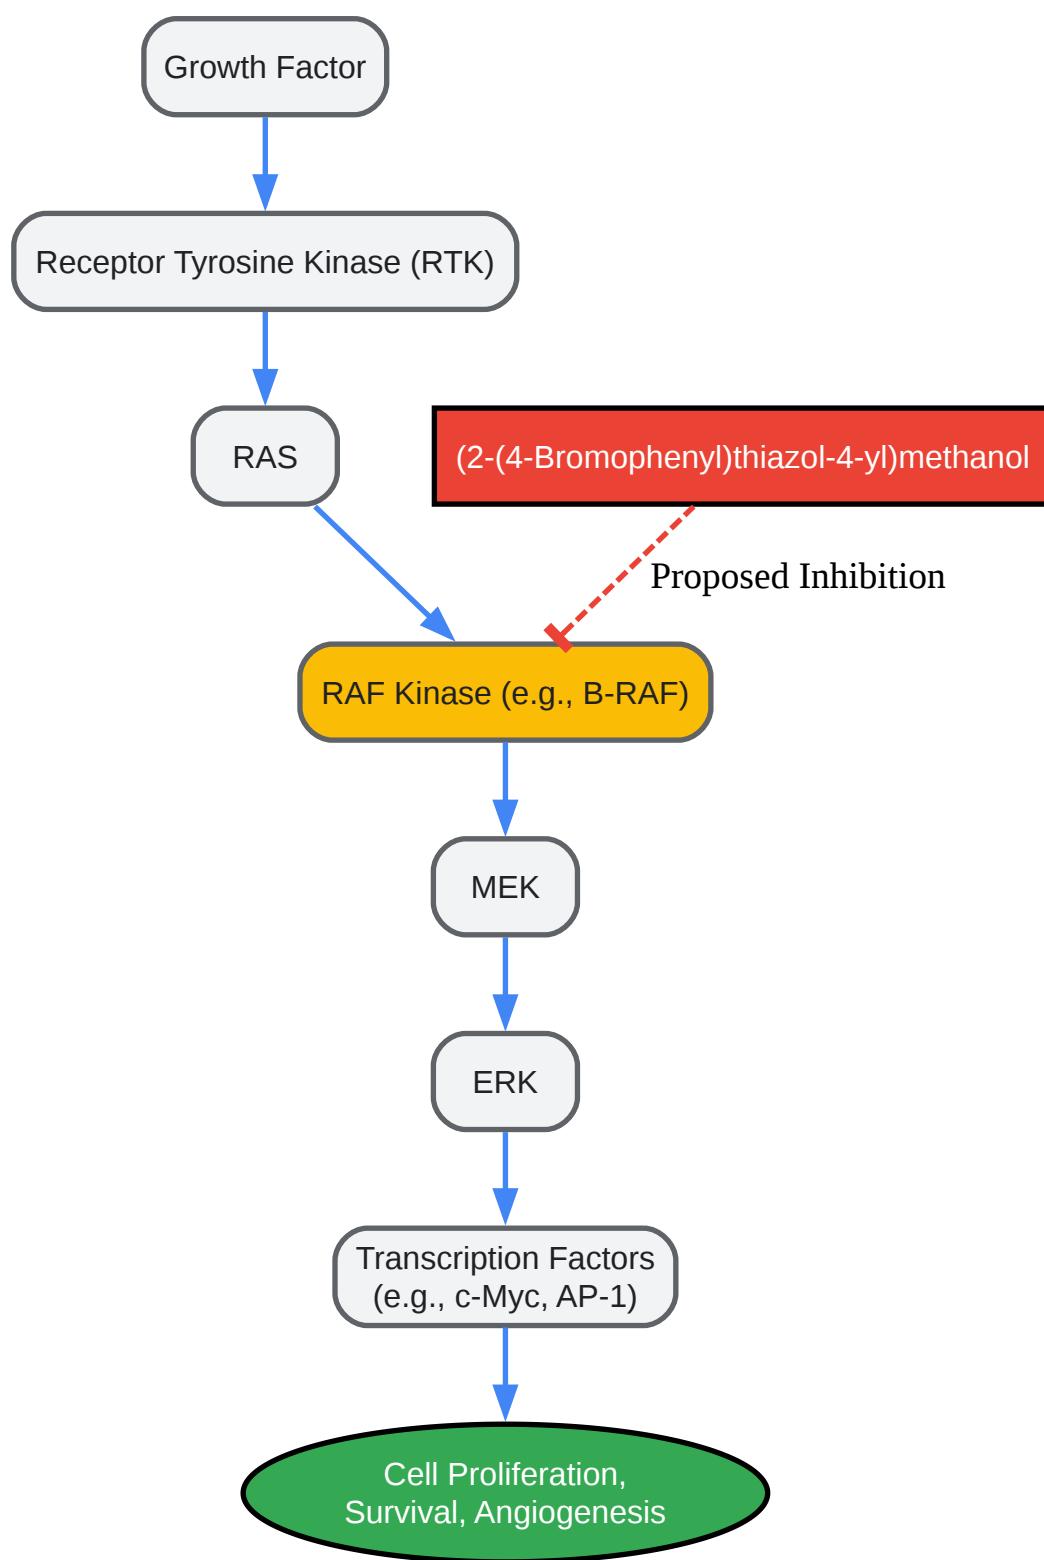 Growth Factor
Receptor Tyrosine Kinase (RTK)
RAS
(2-(4-Bromophenyl)thiazol-4-yl)methanol
Proposed Inhibition
RAF Kinase (e.g., B-RAF)
MEK
ERK
Transcription Factors
(e.g., c-Myc, AP-1)
Cell Proliferation,
Survival, Angiogenesis